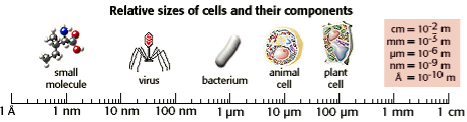 Relative sizes of cells and their components
small
molecule
virus
bacterium
animal
cell
plant
cell
cm = 10⁻² m
mm = 10⁻³ m
µm = 10⁻⁶ m
nm = 10⁻⁹ m
Å = 10⁻¹⁰ m
1 Å 1 nm 10 nm 100 nm 1 µm 10 µm 100 µm 1 mm 1 cm